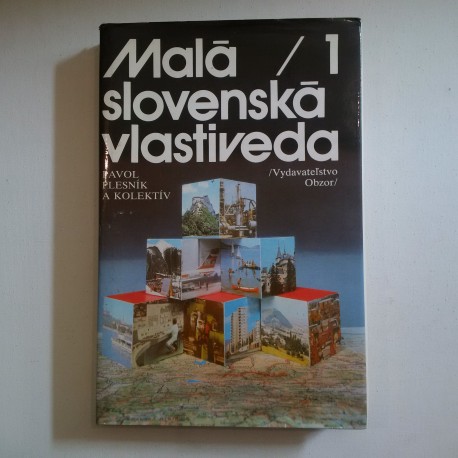 Malá /1
slovenská
vlastiveda
PAVOL
PLESNÍK
A KOLEKTÍV
/Vydavateľstvo
Obzor/